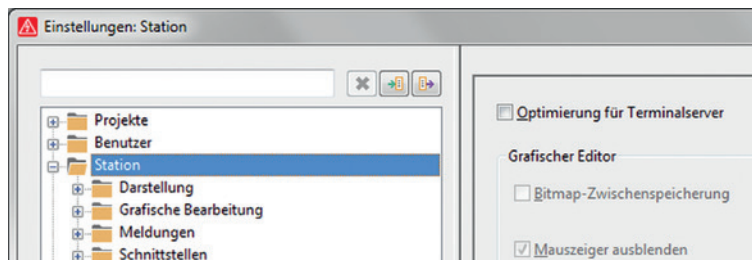 Einstellungen: Station
Projekte
Benutzer
Station
Darstellung
Grafische Bearbeitung
Meldungen
Schnittstellen
Optimierung für Terminalserver
Grafischer Editor
Bitmap-Zwischenspeicherung
Mauszeiger ausblenden